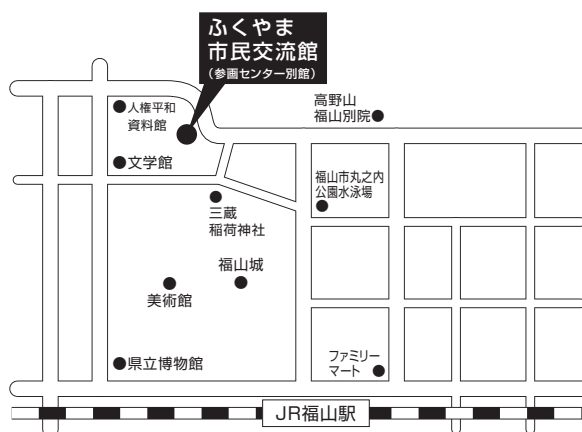 ふくやま
市民交流館
(参画センター別館)
人権平和
資料館
高野山
福山別院
文学館
福山市丸之内
公園水泳場
三蔵
稲荷神社
福山城
美術館
県立博物館
ファミリー
マート
JR福山駅